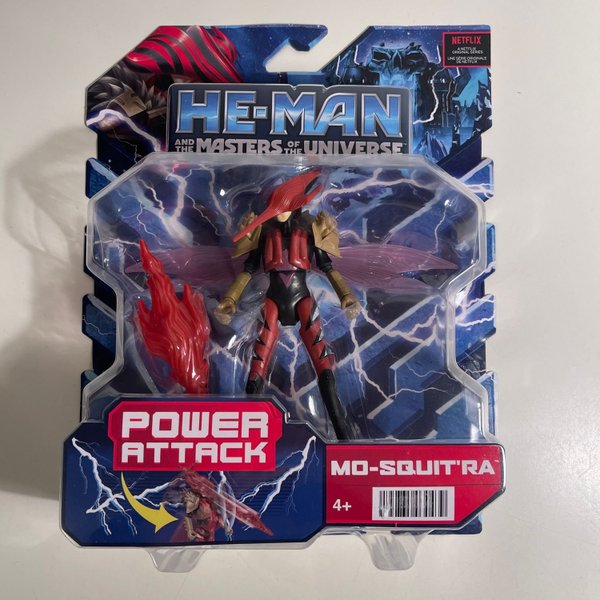 NETFLIX
A NETFLIX
ORIGINAL SERIES
UNE SÉRIE ORIGINALE
DE NETFLIX
HE-MAN
AND THE MASTERS OF THE UNIVERSE
POWER
ATTACK
MO-SQUIT'RA
4+